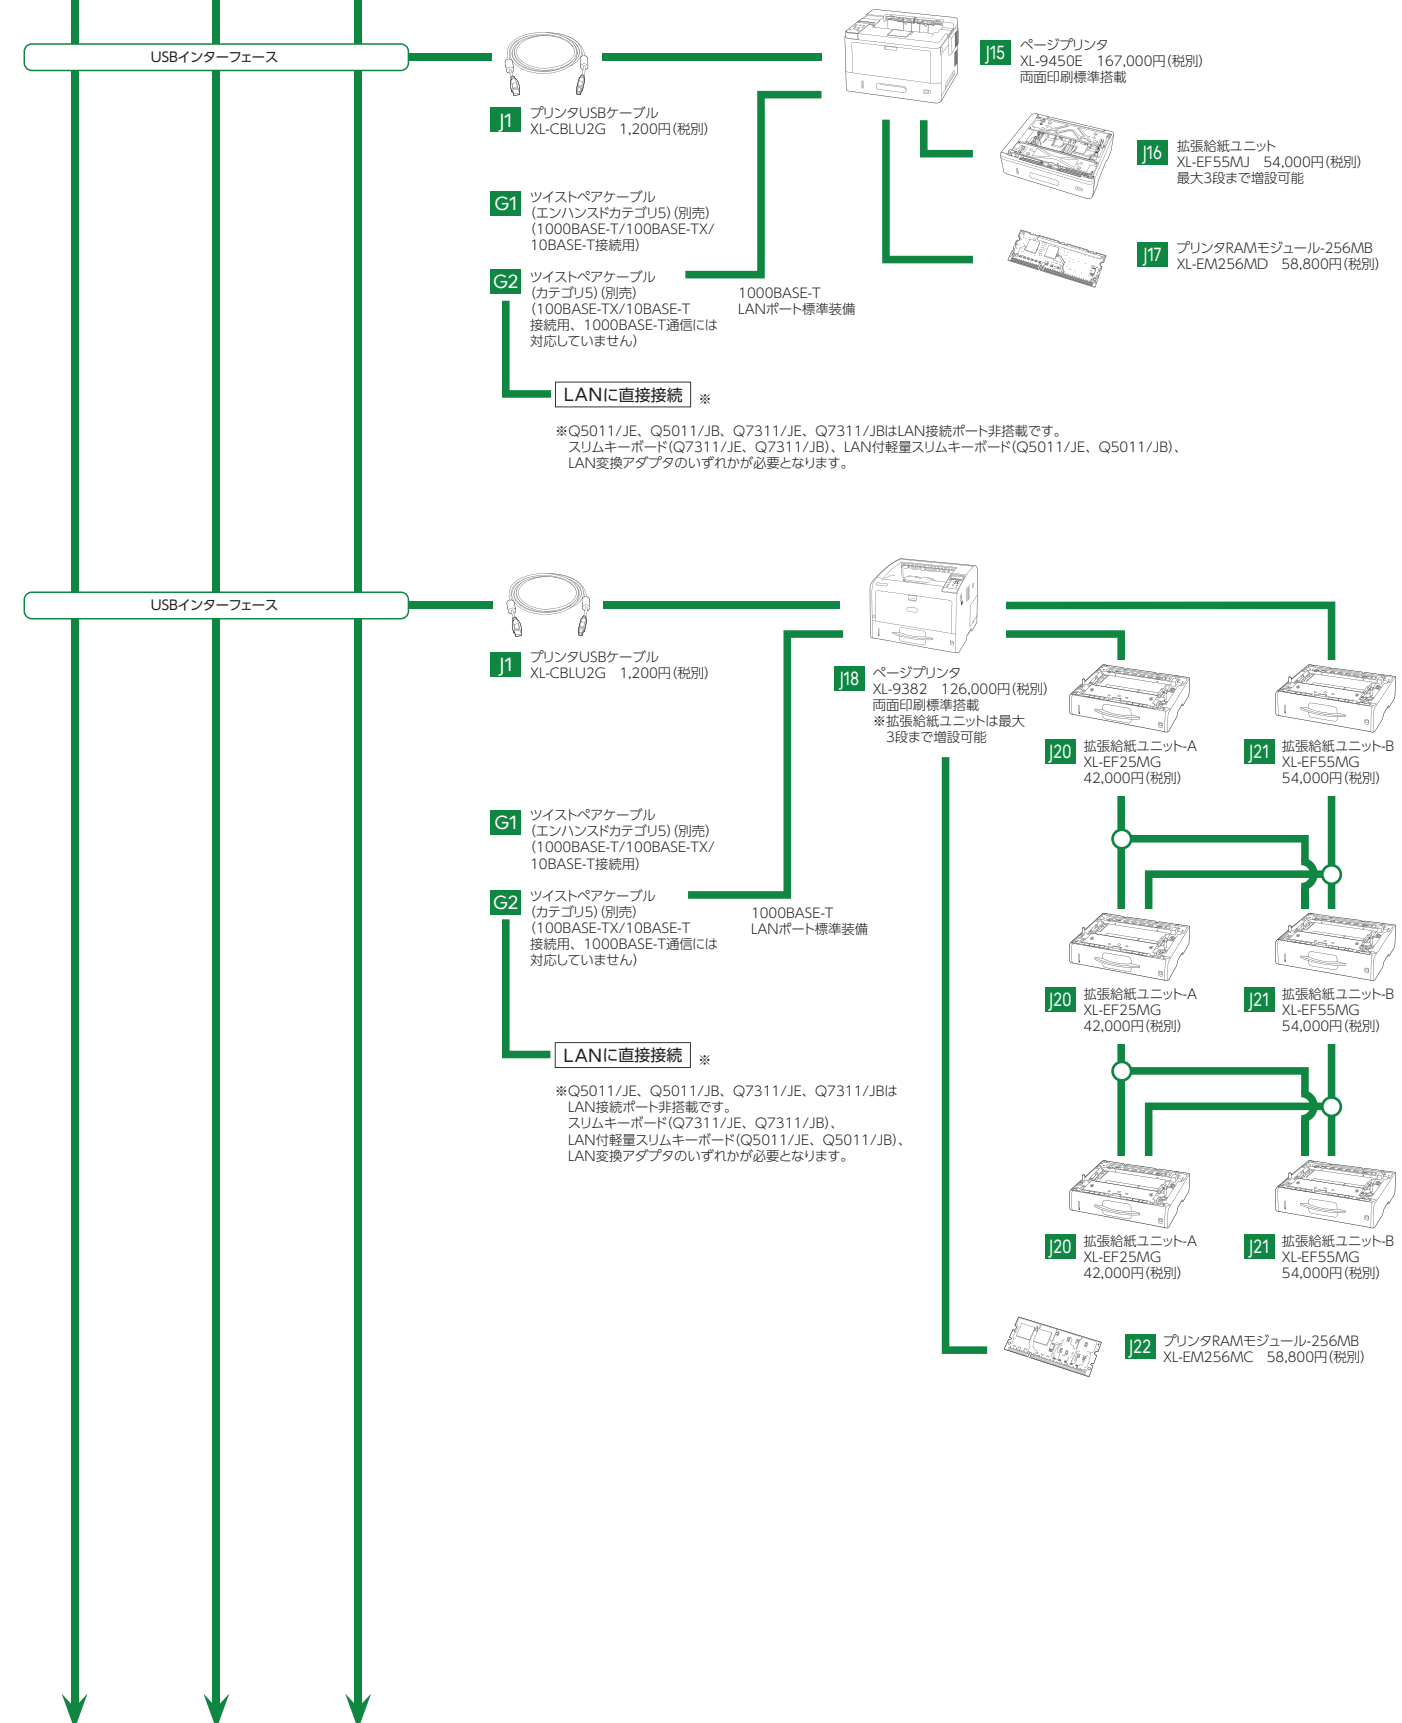 USBインターフェース
J1
プリンタUSBケーブル
XL-CBLU2G 1,200円(税別)
J15
ページプリンタ
XL-9450E 167,000円(税別)
両面印刷標準搭載
J16
拡張給紙ユニット
XL-EF55MJ 54,000円(税別)
最大3段まで増設可能
G1
ツイストペアケーブル
(エンハンスドカテゴリ5)(別売)
(1000BASE-T/100BASE-TX/
10BASE-T接続用)
J17
プリンタRAMモジュール-256MB
XL-EM256MD 58,800円(税別)
G2
ツイストペアケーブル
(カテゴリ5)(別売)
(100BASE-TX/10BASE-T
接続用、1000BASE-T通信には
対応していません)
1000BASE-T
LANポート標準装備
LANに直接接続 ※
※Q5011/JE、Q5011/JB、Q7311/JE、Q7311/JBはLAN接続ポート非搭載です。
スリムキーボード(Q7311/JE、Q7311/JB)、LAN付軽量スリムキーボード(Q5011/JE、Q5011/JB)、
LAN変換アダプタのいずれかが必要となります。
USBインターフェース
J1
プリンタUSBケーブル
XL-CBLU2G 1,200円(税別)
J18
ページプリンタ
XL-9382 126,000円(税別)
両面印刷標準搭載
※拡張給紙ユニットは最大
3段まで増設可能
J20
拡張給紙ユニット-A
XL-EF25MG
42,000円(税別)
J21
拡張給紙ユニット-B
XL-EF55MG
54,000円(税別)
G1
ツイストペアケーブル
(エンハンスドカテゴリ5)(別売)
(1000BASE-T/100BASE-TX/
10BASE-T接続用)
G2
ツイストペアケーブル
(カテゴリ5)(別売)
(100BASE-TX/10BASE-T
接続用、1000BASE-T通信には
対応していません)
1000BASE-T
LANポート標準装備
J20
拡張給紙ユニット-A
XL-EF25MG
42,000円(税別)
J21
拡張給紙ユニット-B
XL-EF55MG
54,000円(税別)
LANに直接接続 ※
※Q5011/JE、Q5011/JB、Q7311/JE、Q7311/JBは
LAN接続ポート非搭載です。
スリムキーボード(Q7311/JE、Q7311/JB)、
LAN付軽量スリムキーボード(Q5011/JE、Q5011/JB)、
LAN変換アダプタのいずれかが必要となります。
J20
拡張給紙ユニット-A
XL-EF25MG
42,000円(税別)
J21
拡張給紙ユニット-B
XL-EF55MG
54,000円(税別)
J22
プリンタRAMモジュール-256MB
XL-EM256MC 58,800円(税別)